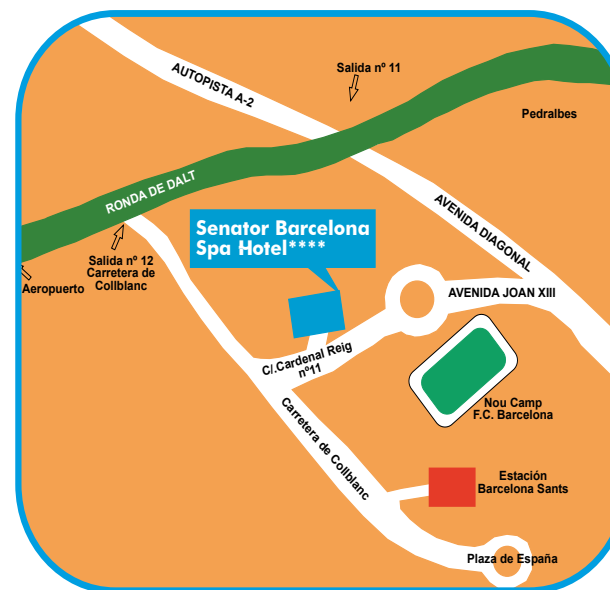 Salida nº 11
AUTOPISTA A-2
Pedralbes
RONDA DE DALT
AVENIDA DIAGONAL
Senator Barcelona
Spa Hotel****
Salida nº 12
Carretera de
Collblanc
Aeropuerto
AVENIDA JOAN XIII
C/.Cardenal Reig
nº11
Nou Camp
F.C. Barcelona
Carretera de Collblanc
Estación
Barcelona Sants
Plaza de España